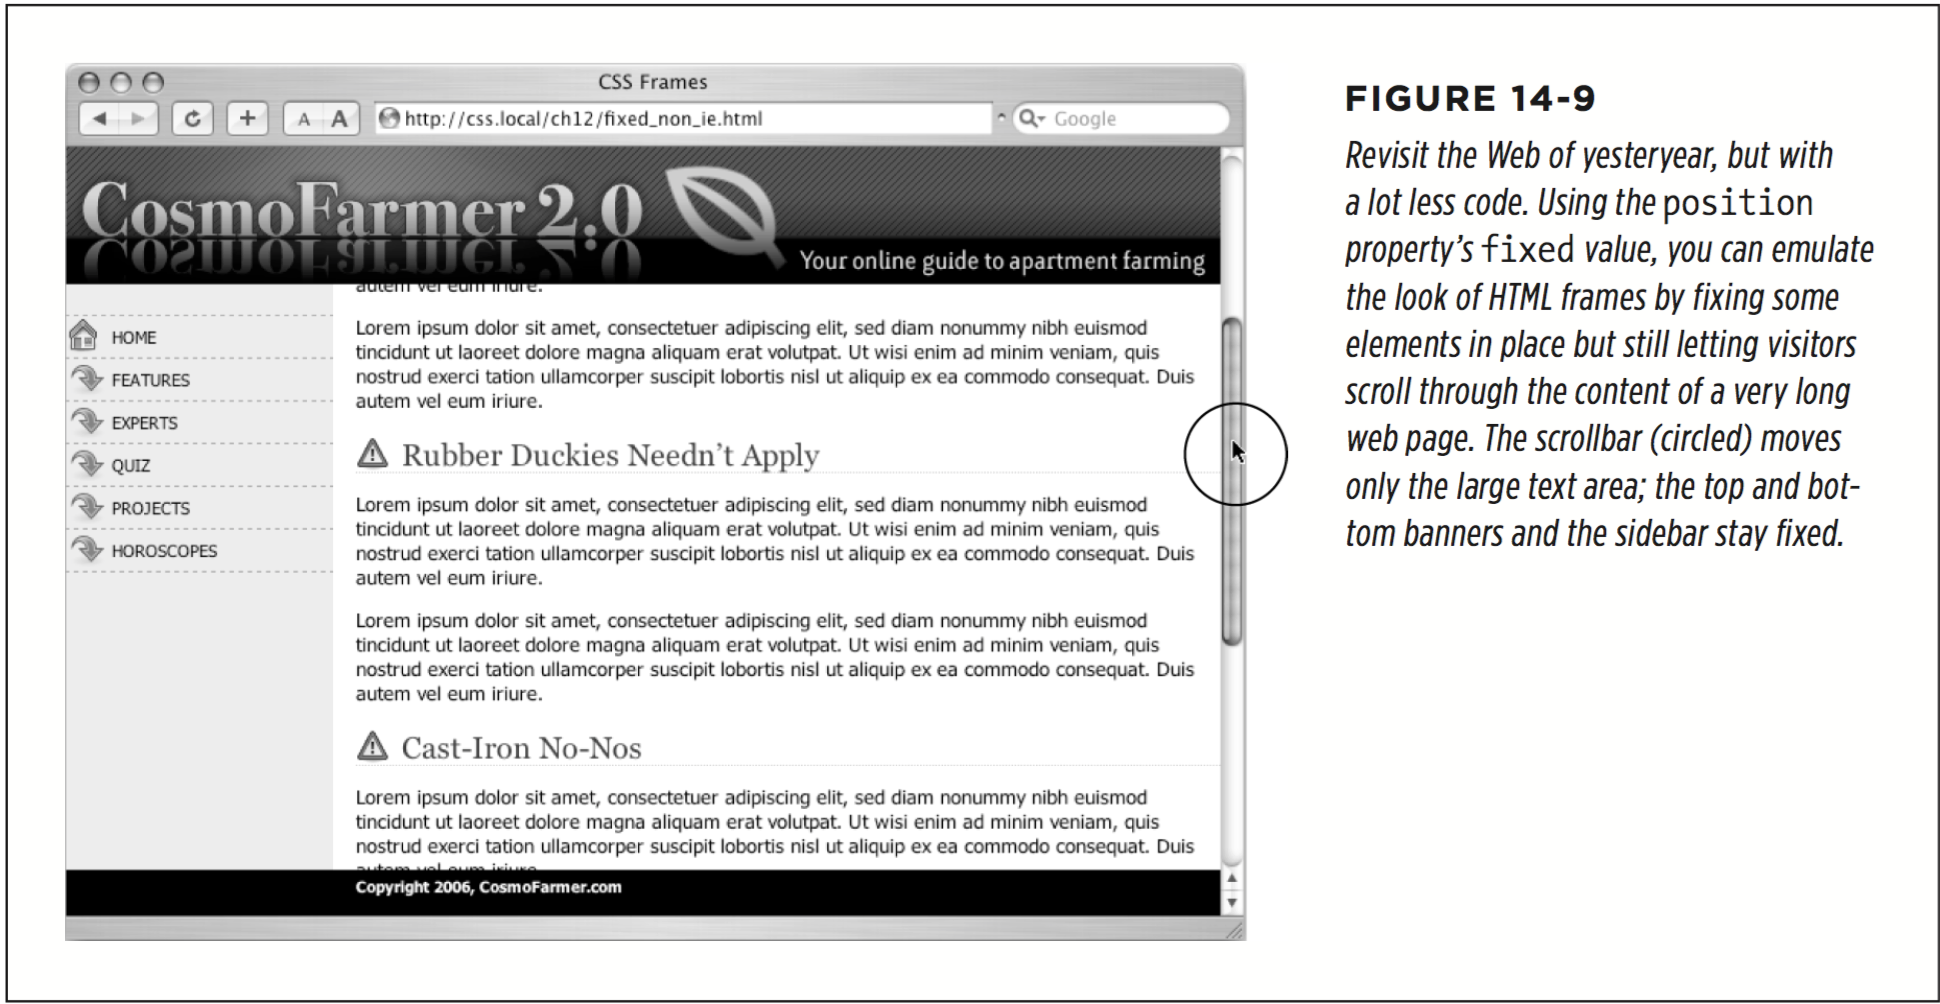 CSS Frames
A A
http://css.local/ch12/fixed_non_ie.html
Google
CosmoFarmer 2.0
Your online guide to apartment farming
HOME
FEATURES
EXPERTS
QUIZ
PROJECTS
HOROSCOPES
autem vel eum iriure.
Lorem ipsum dolor sit amet, consectetuer adipiscing elit, sed diam nonummy nibh euismod
tincidunt ut laoreet dolore magna aliquam erat volutpat. Ut wisi enim ad minim veniam, quis
nostrud exerci tation ullamcorper suscipit lobortis nisl ut aliquip ex ea commodo consequat. Duis
autem vel eum iriure.
Rubber Duckies Needn't Apply
Lorem ipsum dolor sit amet, consectetuer adipiscing elit, sed diam nonummy nibh euismod
tincidunt ut laoreet dolore magna aliquam erat volutpat. Ut wisi enim ad minim veniam, quis
nostrud exerci tation ullamcorper suscipit lobortis nisl ut aliquip ex ea commodo consequat. Duis
autem vel eum iriure.
Lorem ipsum dolor sit amet, consectetuer adipiscing elit, sed diam nonummy nibh euismod
tincidunt ut laoreet dolore magna aliquam erat volutpat. Ut wisi enim ad minim veniam, quis
nostrud exerci tation ullamcorper suscipit lobortis nisl ut aliquip ex ea commodo consequat. Duis
autem vel eum iriure.
Cast-Iron No-Nos
Lorem ipsum dolor sit amet, consectetuer adipiscing elit, sed diam nonummy nibh euismod
tincidunt ut laoreet dolore magna aliquam erat volutpat. Ut wisi enim ad minim veniam, quis
nostrud exerci tation ullamcorper suscipit lobortis nisl ut aliquip ex ea commodo consequat. Duis
autem vel eum iriure.
Copyright 2006, CosmoFarmer.com
FIGURE 14-9
Revisit the Web of yesteryear, but with
a lot less code. Using the position
property's fixed value, you can emulate
the look of HTML frames by fixing some
elements in place but still letting visitors
scroll through the content of a very long
web page. The scrollbar (circled) moves
only the large text area; the top and bot-
tom banners and the sidebar stay fixed.